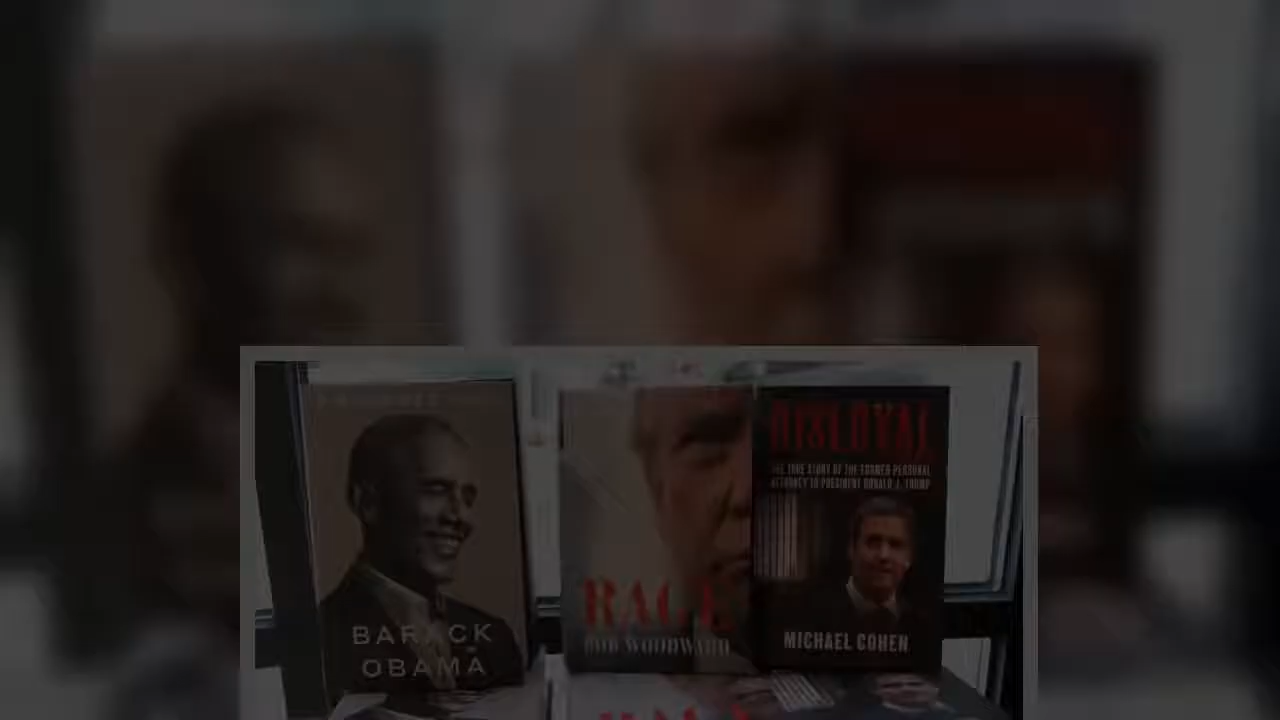 BARACK
OBAMA
RAGE
BOB WOODWARD
DISLOYAL
THE TRUE STORY OF THE FORMER PERSONAL
ATTORNEY TO PRESIDENT DONALD J. TRUMP
MICHAEL COHEN
RAGE